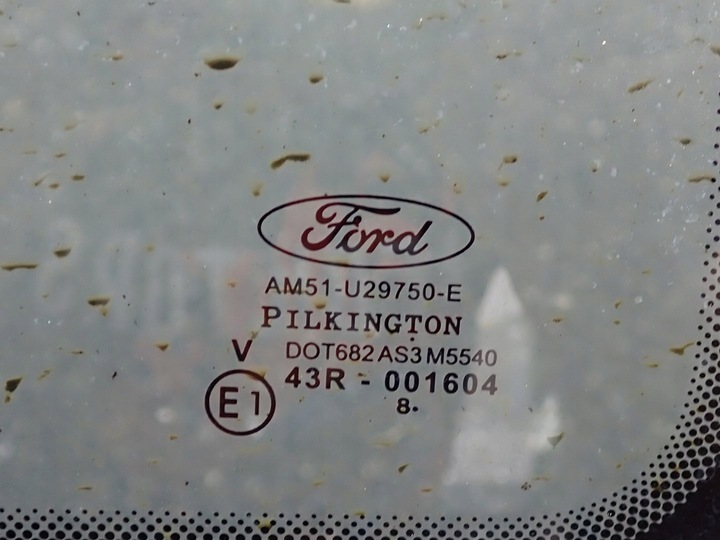 Ford
AM51-U29750-E
PILKINGTON
V DOT682 AS3 M5540
E1 43R - 001604
8.